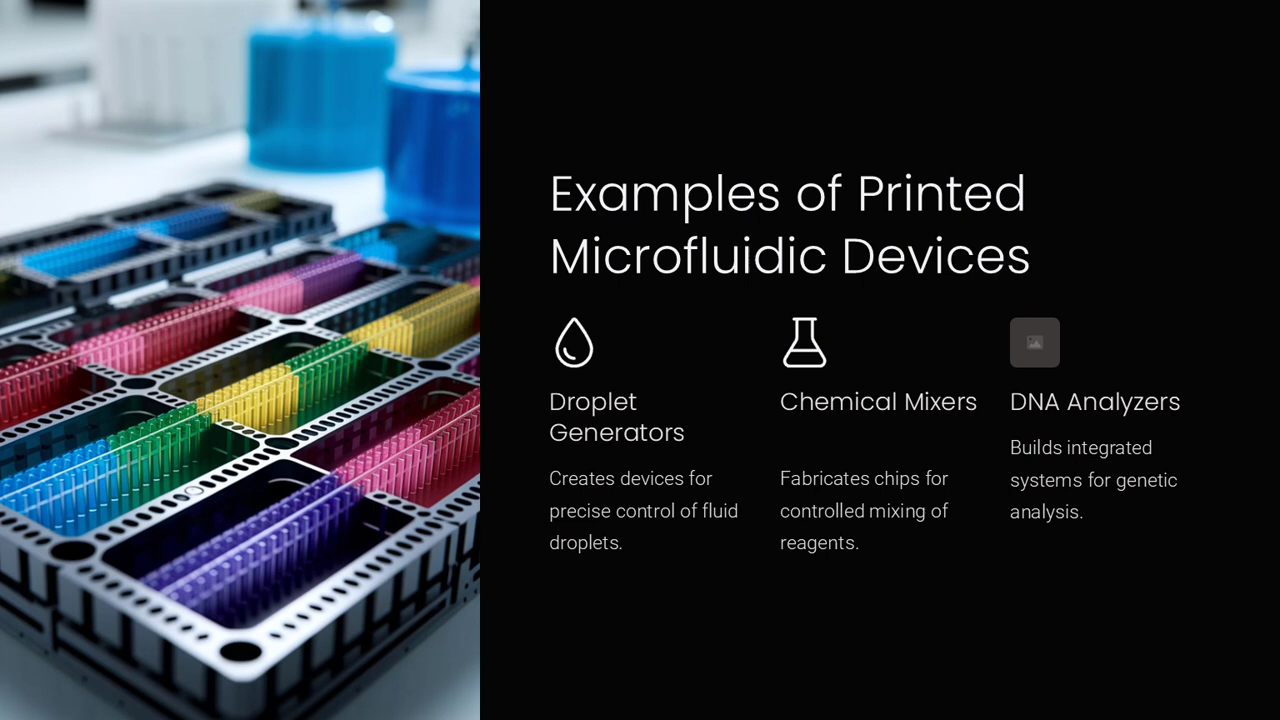 Examples of Printed
Microfluidic Devices
Droplet
Generators
Creates devices for
precise control of fluid
droplets.
Chemical Mixers
Fabricates chips for
controlled mixing of
reagents.
DNA Analyzers
Builds integrated
systems for genetic
analysis.